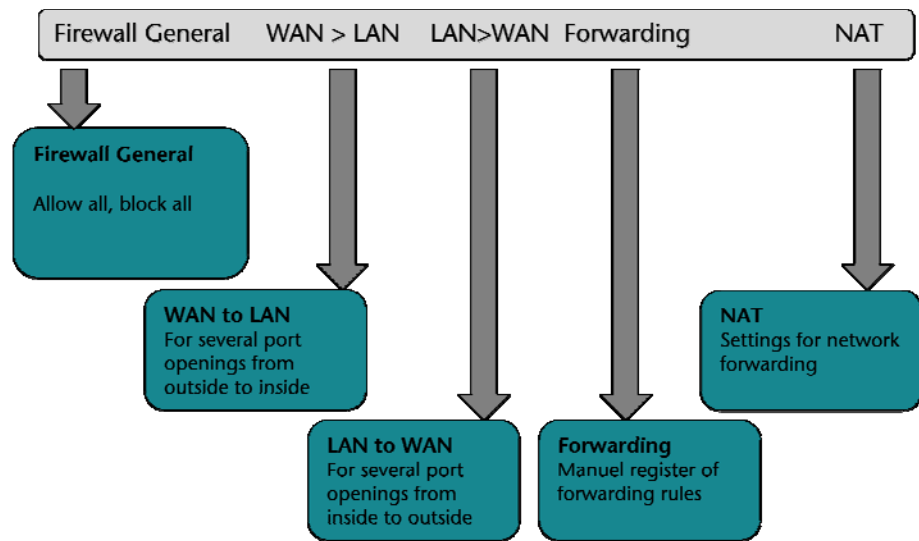 Firewall General WAN > LAN LAN>WAN Forwarding NAT
Firewall General
Allow all, block all
WAN to LAN
For several port
openings from
outside to inside
NAT
Settings for network
forwarding
LAN to WAN
For several port
openings from
inside to outside
Forwarding
Manuel register of
forwarding rules